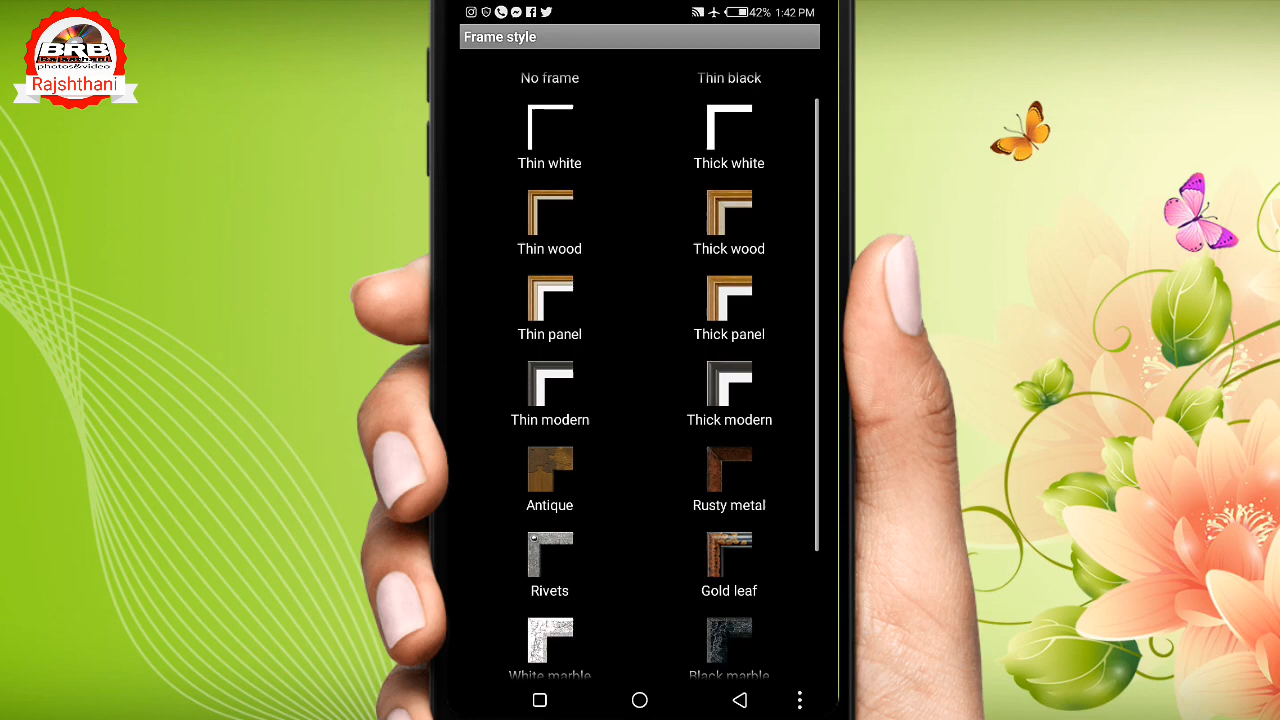 BRB
Rajasthani
photos&video
Rajshthani
42% 1:42 PM
Frame style
No frame Thin black
Thin white Thick white
Thin wood Thick wood
Thin panel Thick panel
Thin modern Thick modern
Antique Rusty metal
Rivets Gold leaf
White marble Black marble